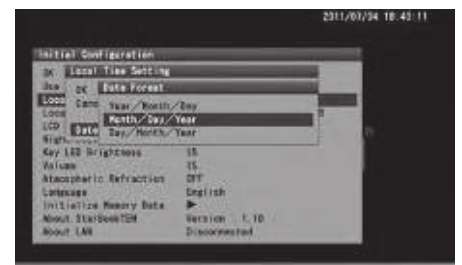 2011/03/04 18:43:11
Initial Configuration
OK Local Time Setting
OK Date Format
Year／Month／Day
Month／Day／Year
Day／Month／Year
Key LED Brightness 15
Volume 15
Atmospheric Refraction OFF
Language English
Initialize Memory Data ▶
About StarBookTEN Version 1.10
About LAN Disconnected